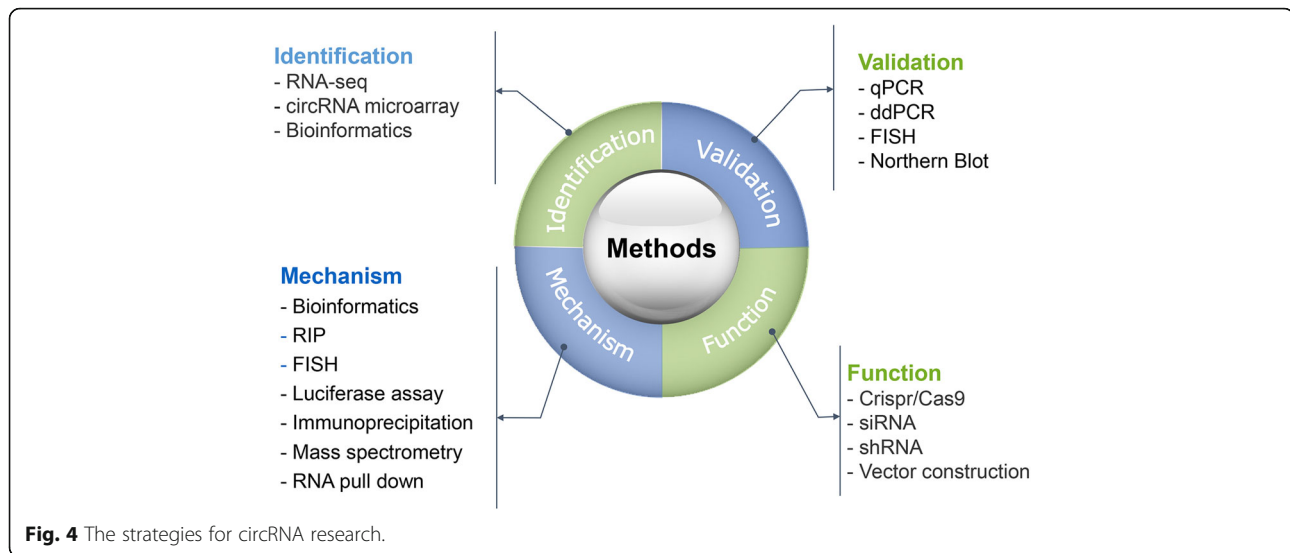 Identification
- RNA-seq
- circRNA microarray
- Bioinformatics
Validation
- qPCR
- ddPCR
- FISH
- Northern Blot
Identification
Validation
Methods
Mechanism
Function
Mechanism
- Bioinformatics
- RIP
- FISH
- Luciferase assay
- Immunoprecipitation
- Mass spectrometry
- RNA pull down
Function
- Crispr/Cas9
- siRNA
- shRNA
- Vector construction
Fig. 4 The strategies for circRNA research.